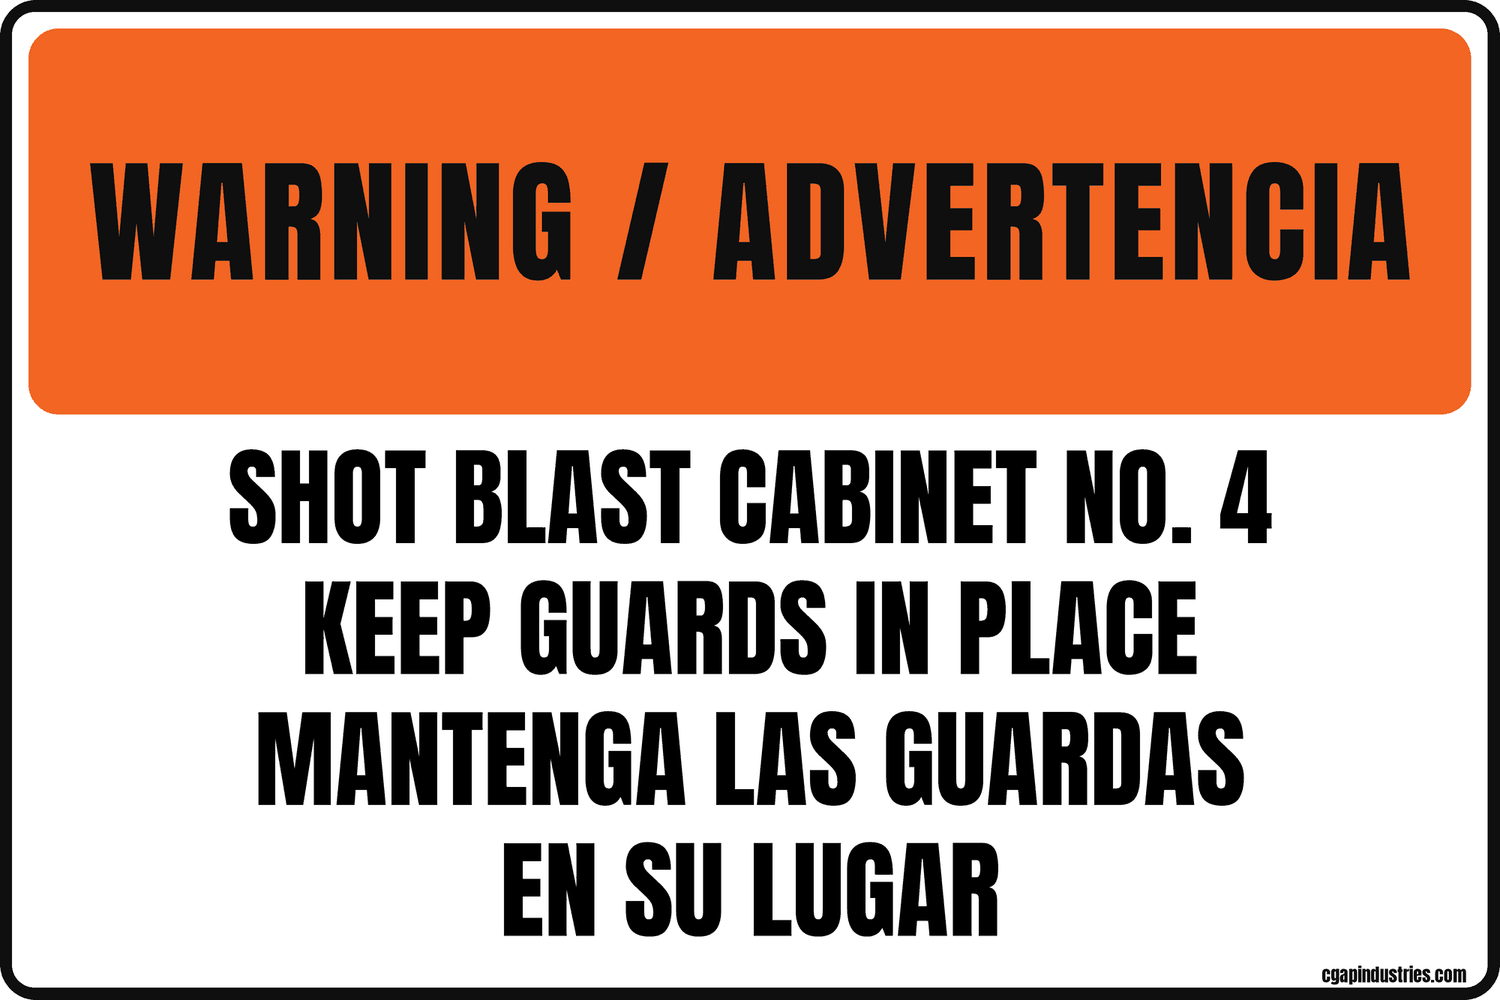 WARNING / ADVERTENCIA
SHOT BLAST CABINET NO. 4
KEEP GUARDS IN PLACE
MANTENGA LAS GUARDAS
EN SU LUGAR
cgapindustries.com